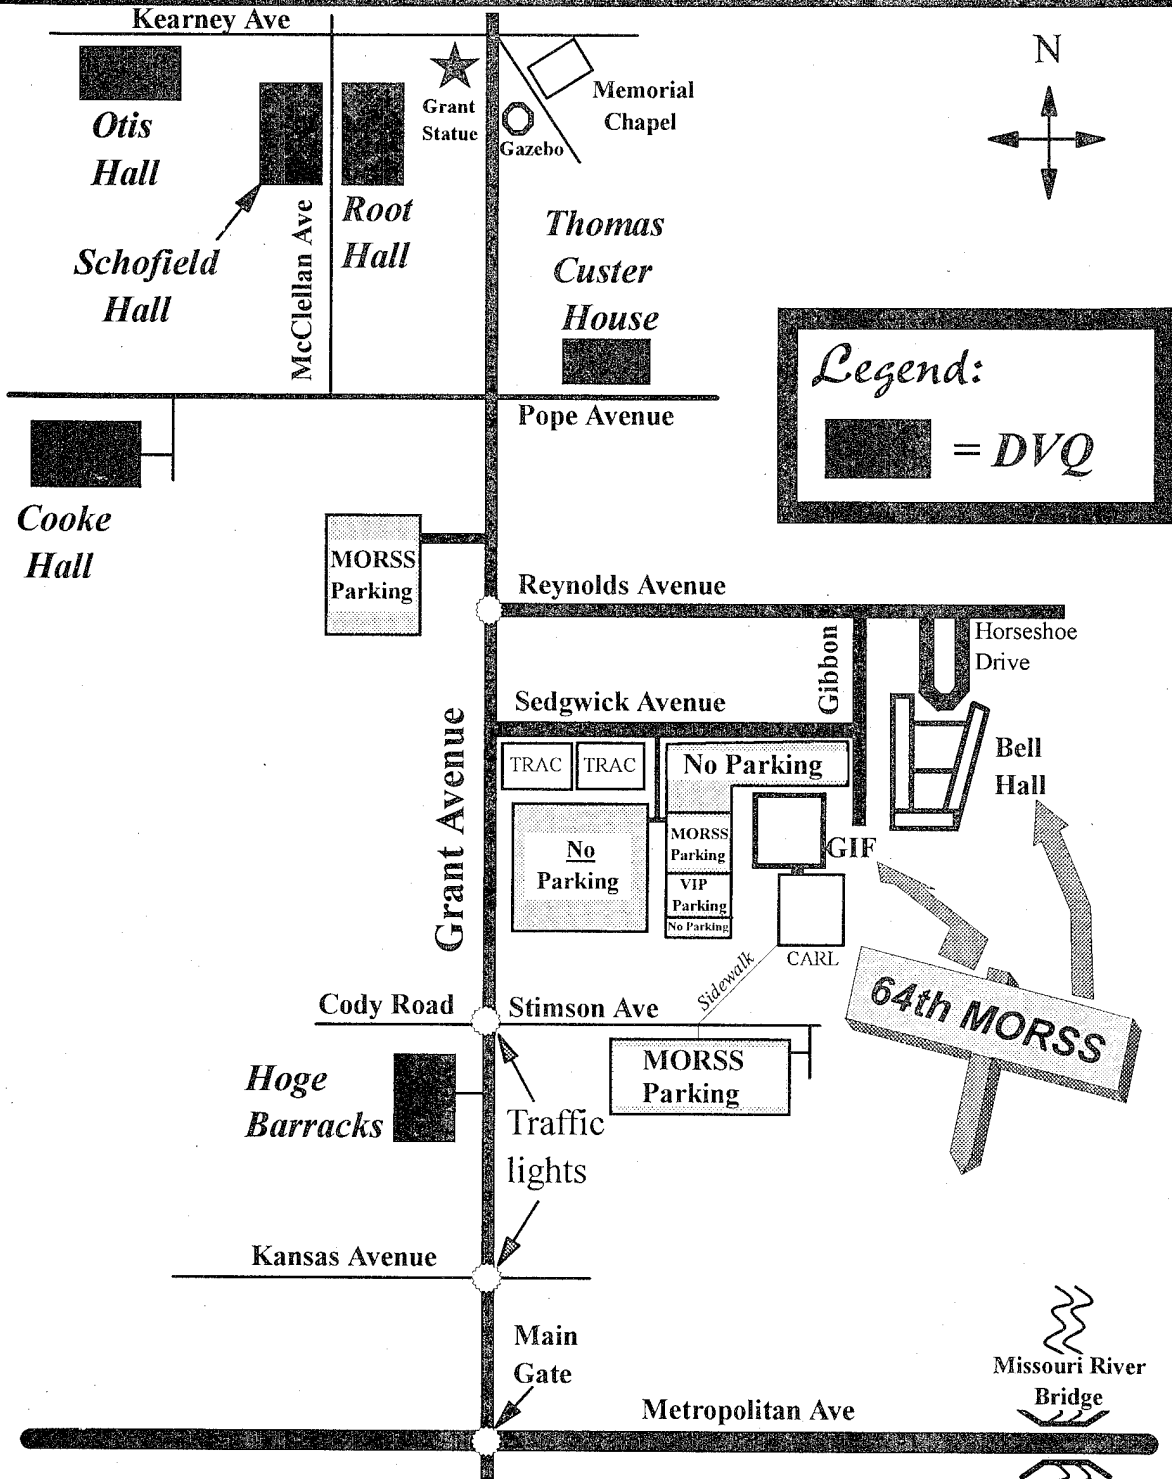 Kearney Ave
N
Grant
Statue
Memorial
Chapel
Gazebo
Otis
Hall
Root
Hall
Thomas
Custer
House
Schofield
Hall
McClellan Ave
Legend:
= DVQ
Pope Avenue
Cooke
Hall
MORSS
Parking
Reynolds Avenue
Horseshoe
Drive
Gibbon
Sedgwick Avenue
Grant Avenue
TRAC
TRAC
No Parking
Bell
Hall
No
Parking
MORSS
Parking
VIP
Parking
No Parking
GIF
CARL
Sidewalk
64th MORSS
Cody Road
Stimson Ave
MORSS
Parking
Hoge
Barracks
Traffic
lights
Kansas Avenue
Main
Gate
Missouri River
Bridge
Metropolitan Ave